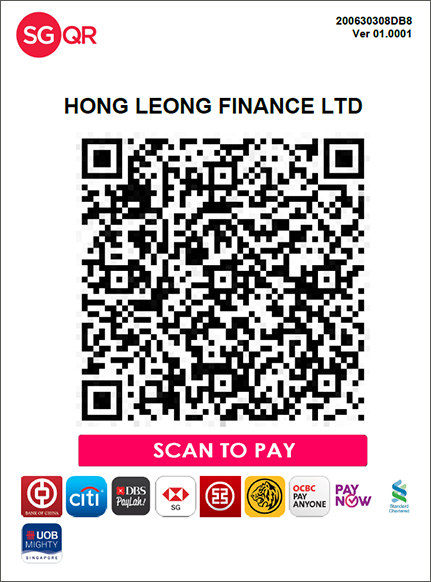 SG QR
200630308DB8
Ver 01.0001
HONG LEONG FINANCE LTD
SCAN TO PAY
BANK OF CHINA
citi
DBS
PayLah!
SG
OCBC
PAY
ANYONE
PAY
NOW
Standard
Chartered
UOB
MIGHTY
SINGAPORE